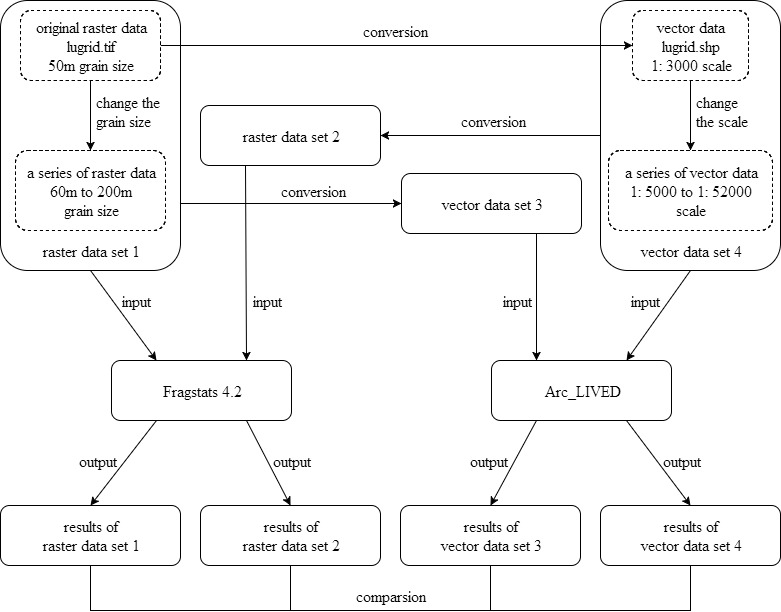 original raster data
lugrid.tif
50m grain size
conversion
vector data
lugrid.shp
1: 3000 scale
change the
grain size
change
the scale
raster data set 2
conversion
a series of raster data
60m to 200m
grain size
conversion
vector data set 3
a series of vector data
1: 5000 to 1: 52000
scale
raster data set 1
vector data set 4
input
input
input
input
Fragstats 4.2
Arc_LIVED
output
output
output
output
results of
raster data set 1
results of
raster data set 2
results of
vector data set 3
results of
vector data set 4
comparsion